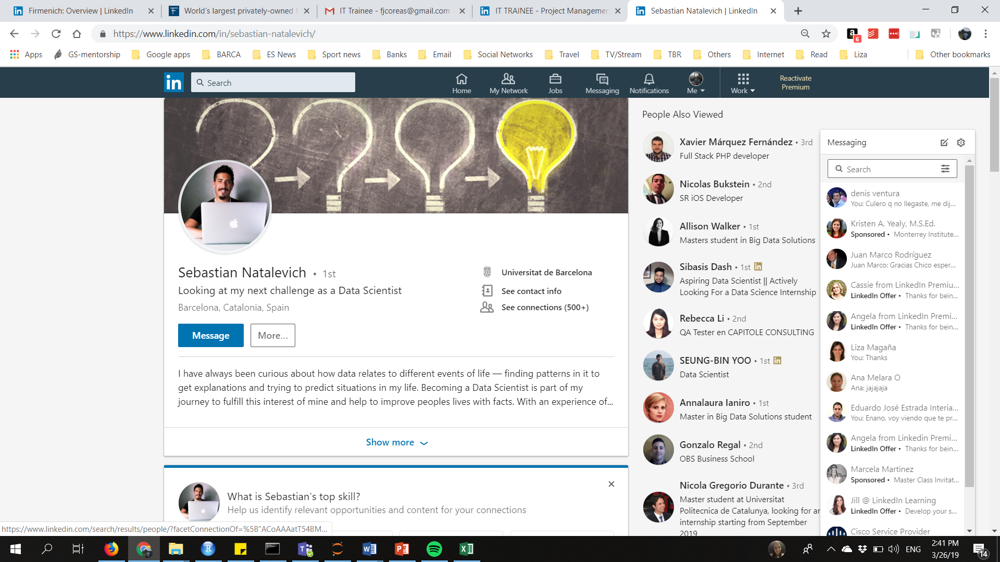 Firmenich: Overview | LinkedIn
World's largest privately-owned f
IT Trainee - fjcoreas@gmail.com
IT TRAINEE - Project Managemen
Sebastian Natalevich | LinkedIn
https://www.linkedin.com/in/sebastian-natalevich/
6
Apps
GS-mentorship
Google apps
BARCA
ES News
Sport news
Banks
Email
Social Networks
Travel
TV/Stream
TBR
Others
Internet
Read
Liza
Other bookmarks
in
Search
Home
My Network
Jobs
Messaging
Notifications
Me
Work
Reactivate
Premium
Sebastian Natalevich • 1st
Looking at my next challenge as a Data Scientist
Barcelona, Catalonia, Spain
Message
More...
Universitat de Barcelona
See contact info
See connections (500+)
I have always been curious about how data relates to different events of life — finding patterns in it to
get explanations and trying to predict situations in my life. Becoming a Data Scientist is part of my
journey to fulfill this interest of mine and help to improve peoples lives with facts. With an experience of...
Show more
What is Sebastian's top skill?
Help us identify relevant opportunities and content for your connections
https://www.linkedin.com/search/results/people/?facetConnectionOf=%5B"ACoAAAatT54BM...
People Also Viewed
Xavier Márquez Fernández • 3rd
Full Stack PHP developer
Nicolas Bukstein • 2nd
SR iOS Developer
Allison Walker • 1st
Masters student in Big Data Solutions
Sibasis Dash • 1st in
Aspiring Data Scientist || Actively
Looking For a Data Science Internship
Rebecca Li • 2nd
QA Tester en CAPITOLE CONSULTING
SEUNG-BIN YOO • 1st in
Data Scientist
Annalaura Ianiro • 1st
Master in Big Data Solutions student
Gonzalo Regal • 2nd
OBS Business School
Nicola Gregorio Durante • 3rd
Master student at Universitat
Politecnica de Catalunya, looking for an
internship starting from September
2019
Messaging
Search
denis ventura
You: Culero q no llegaste, me dij...
Kristen A. Yealy, M.S.Ed.
Sponsored • Monterrey Institute...
Juan Marco Rodríguez
Juan Marco: Gracias Chico esper...
Cassie from LinkedIn Premiu...
LinkedIn Offer • Thanks for bein...
Angela from LinkedIn Premi...
LinkedIn Offer • Thanks for bein...
Liza Magaña
You: Thanks
Ana Melara O
Ana: jajajaja
Eduardo José Estrada Interia...
You: Enano, voy viendo que te pr...
Angela from Linkedin Premi...
LinkedIn Offer • Thanks for bein...
Marcela Martinez
Sponsored • Master Class Invitat...
Jill @ LinkedIn Learning
LinkedIn Offer • Develop your s...
Cisco Service Provider
ENG
2:41 PM
3/26/19
14